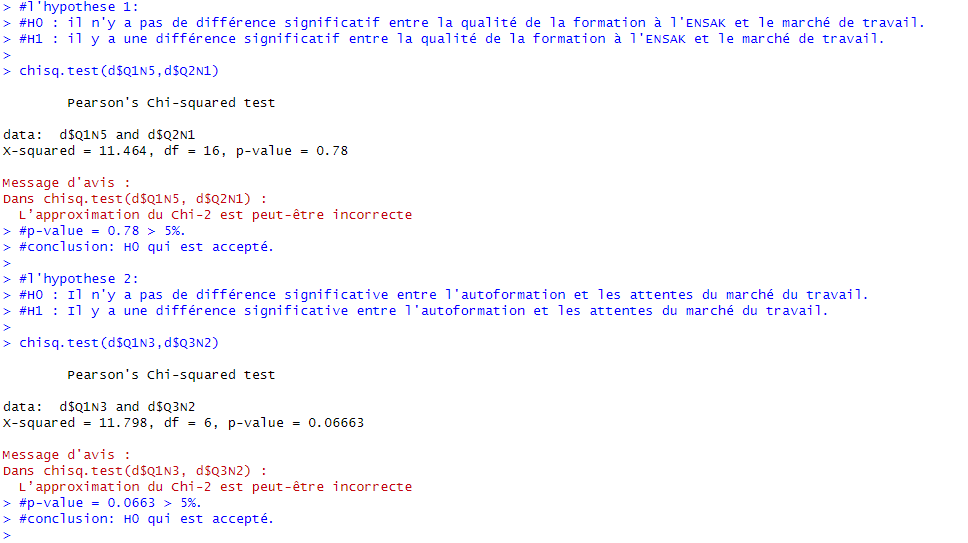 > #l'hypothese 1:
> #H0 : il n'y a pas de différence significatif entre la qualité de la formation à l'ENSAK et le marché de travail.
> #H1 : il y a une différence significatif entre la qualité de la formation à l'ENSAK et le marché de travail.
>
> chisq.test(d$Q1N5,d$Q2N1)
Pearson's Chi-squared test
data:  d$Q1N5 and d$Q2N1
X-squared = 11.464, df = 16, p-value = 0.78
Message d'avis :
Dans chisq.test(d$Q1N5, d$Q2N1) :
L'approximation du Chi-2 est peut-être incorrecte
> #p-value = 0.78 > 5%.
> #conclusion: H0 qui est accepté.
>
> #l'hypothese 2:
> #H0 : Il n'y a pas de différence significative entre l'autoformation et les attentes du marché du travail.
> #H1 : Il y a une différence significative entre l'autoformation et les attentes du marché du travail.
>
> chisq.test(d$Q1N3,d$Q3N2)
Pearson's Chi-squared test
data:  d$Q1N3 and d$Q3N2
X-squared = 11.798, df = 6, p-value = 0.06663
Message d'avis :
Dans chisq.test(d$Q1N3, d$Q3N2) :
L'approximation du Chi-2 est peut-être incorrecte
> #p-value = 0.0663 > 5%.
> #conclusion: H0 qui est accepté.
>